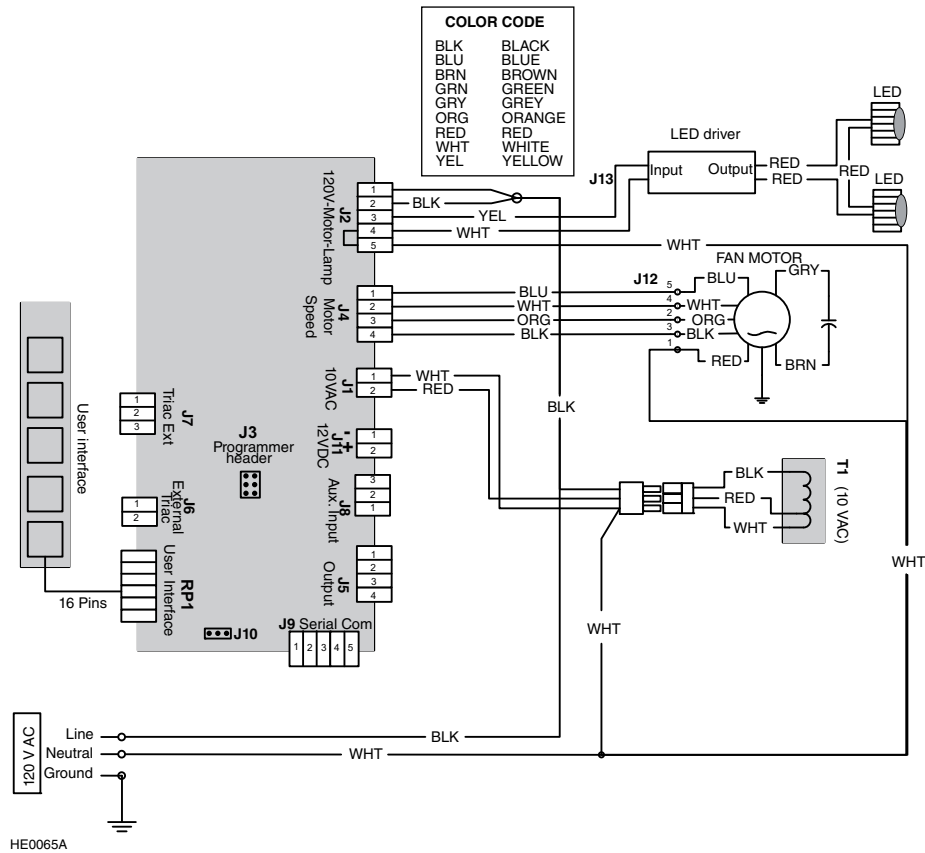 COLOR CODE
BLK BLACK
BLU BLUE
BRN BROWN
GRN GREEN
GRY GREY
ORG ORANGE
RED RED
WHT WHITE
YEL YELLOW
LED
LED driver
J13
Input Output
RED
RED
RED
LED
120V-Motor-Lamp
J2
1
2
3
4
5
BLK
YEL
WHT
WHT
FAN MOTOR
J12
5
4
2
3
1
BLU
WHT
ORG
BLK
RED
GRY
BRN
Motor Speed
J4
1
2
3
4
BLU
WHT
ORG
BLK
10VAC
J1
1
2
WHT
RED
BLK
12VDC
J11
- +
1
2
Aux. Input
J8
3
2
1
Output
J5
1
2
3
4
J9 Serial Com
1 2 3 4 5
J10
J3
Programmer
header
Triac Ext
J7
1
2
3
External
Triac
J6
1
2
User Interface
RP1
16 Pins
User interface
BLK
RED
WHT
T1 (10 VAC)
WHT
WHT
120 V AC
Line
Neutral
Ground
BLK
WHT
HE0065A